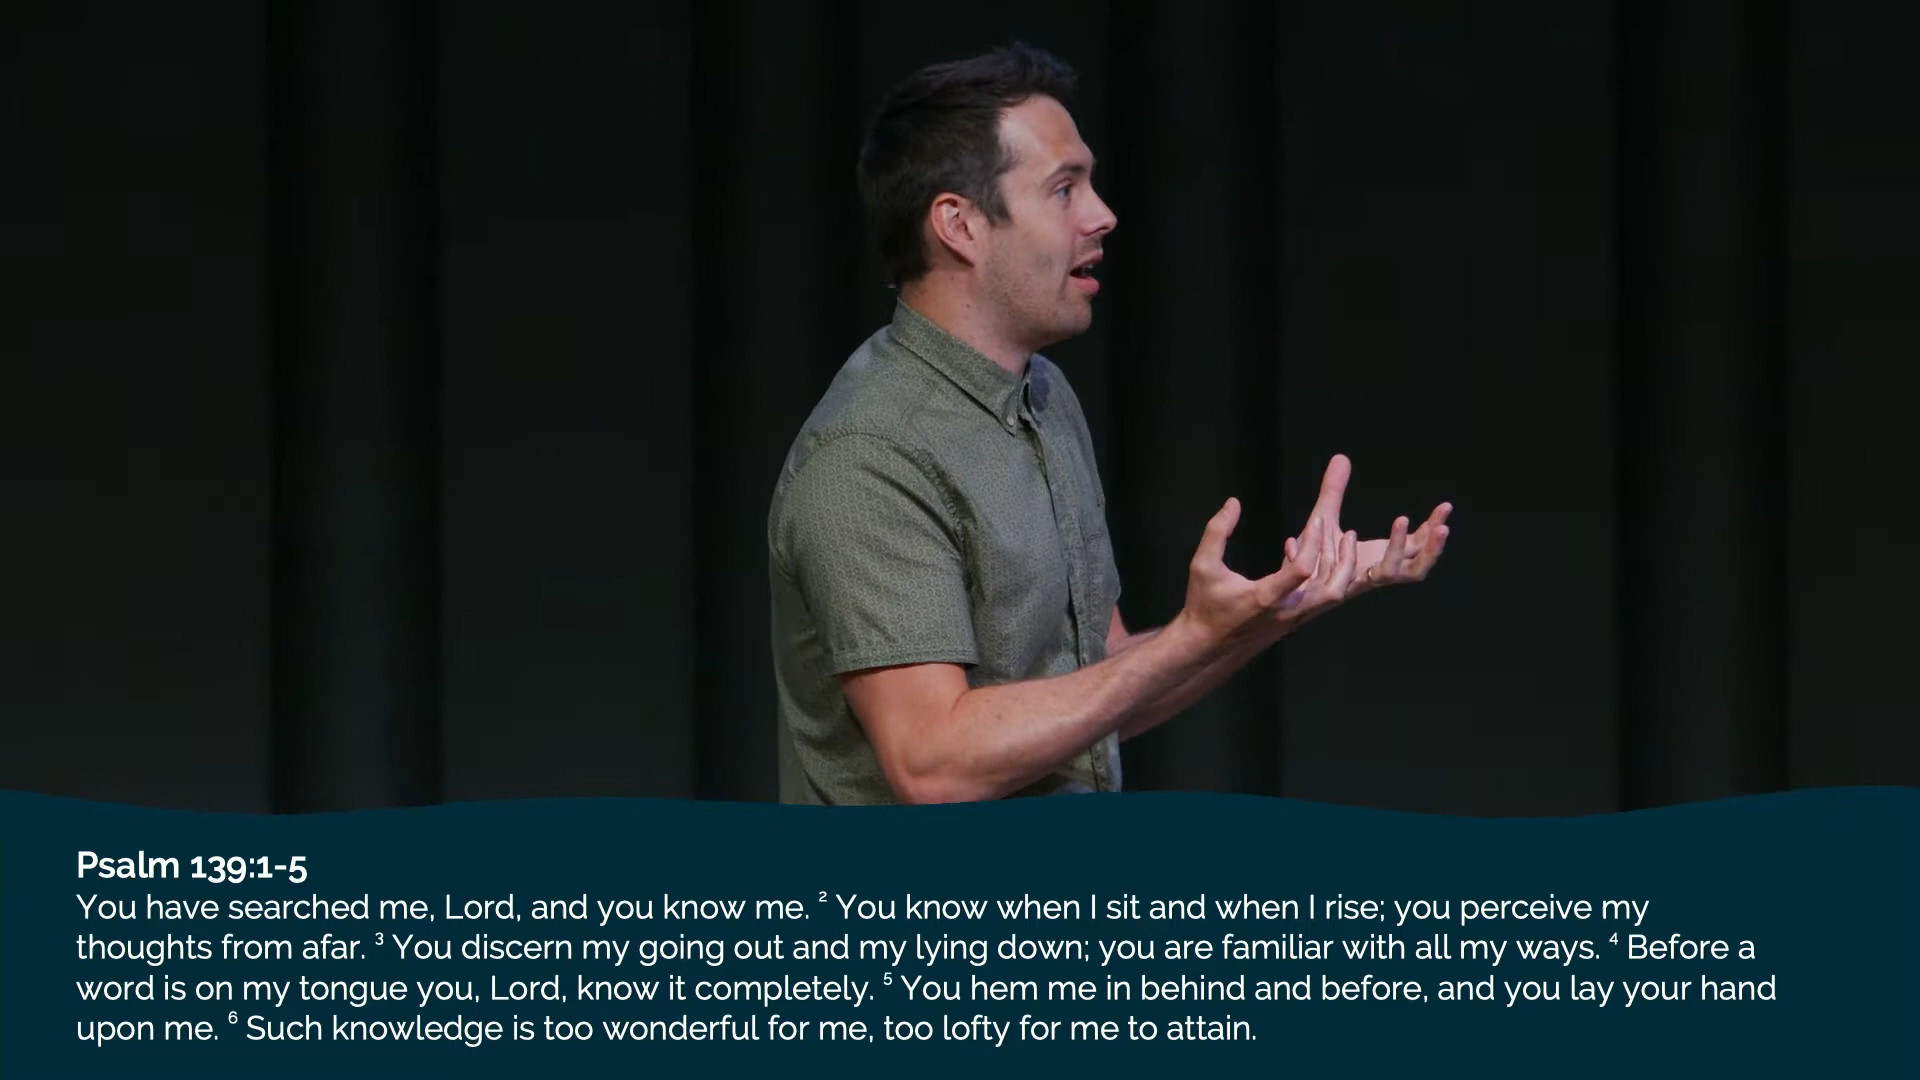 Psalm 139:1-5
You have searched me, Lord, and you know me. ² You know when I sit and when I rise; you perceive my
thoughts from afar. ³ You discern my going out and my lying down; you are familiar with all my ways. ⁴ Before a
word is on my tongue you, Lord, know it completely. ⁵ You hem me in behind and before, and you lay your hand
upon me. ⁶ Such knowledge is too wonderful for me, too lofty for me to attain.